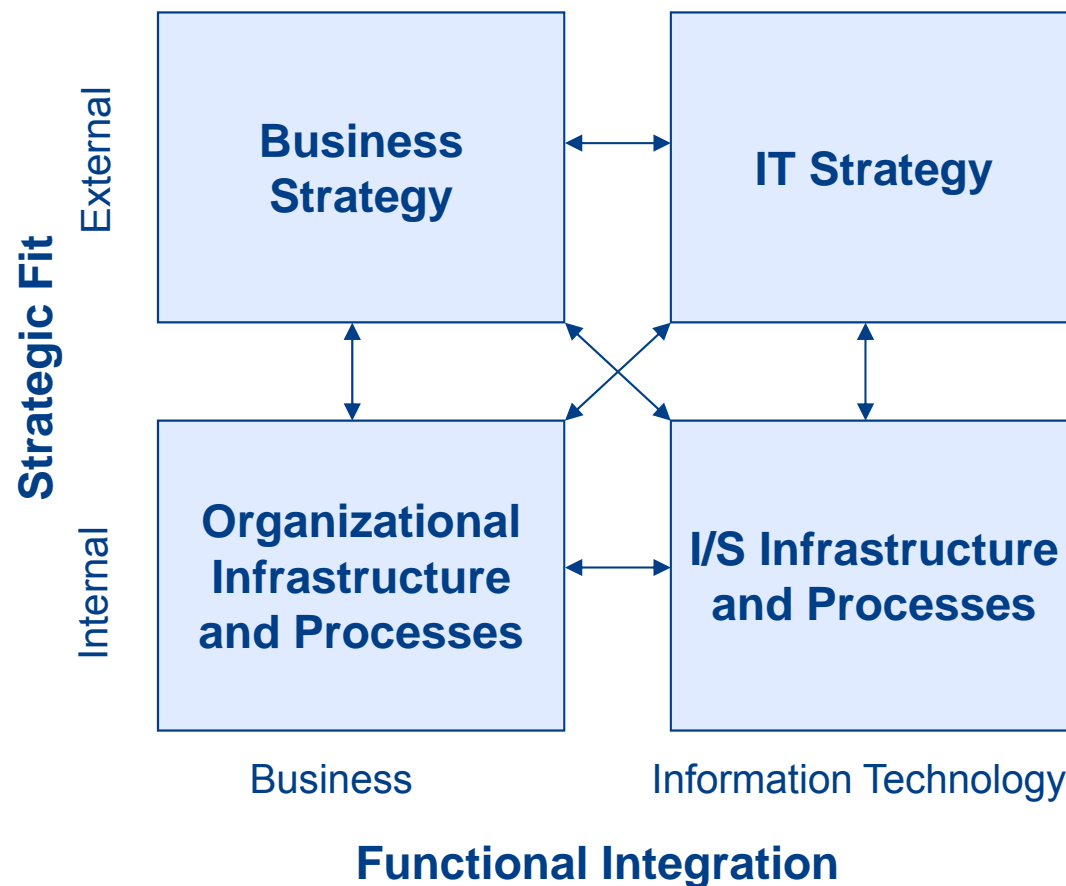 Strategic Fit
External
Internal
Business
Strategy
IT Strategy
Organizational
Infrastructure
and Processes
I/S Infrastructure
and Processes
Business
Information Technology
Functional Integration